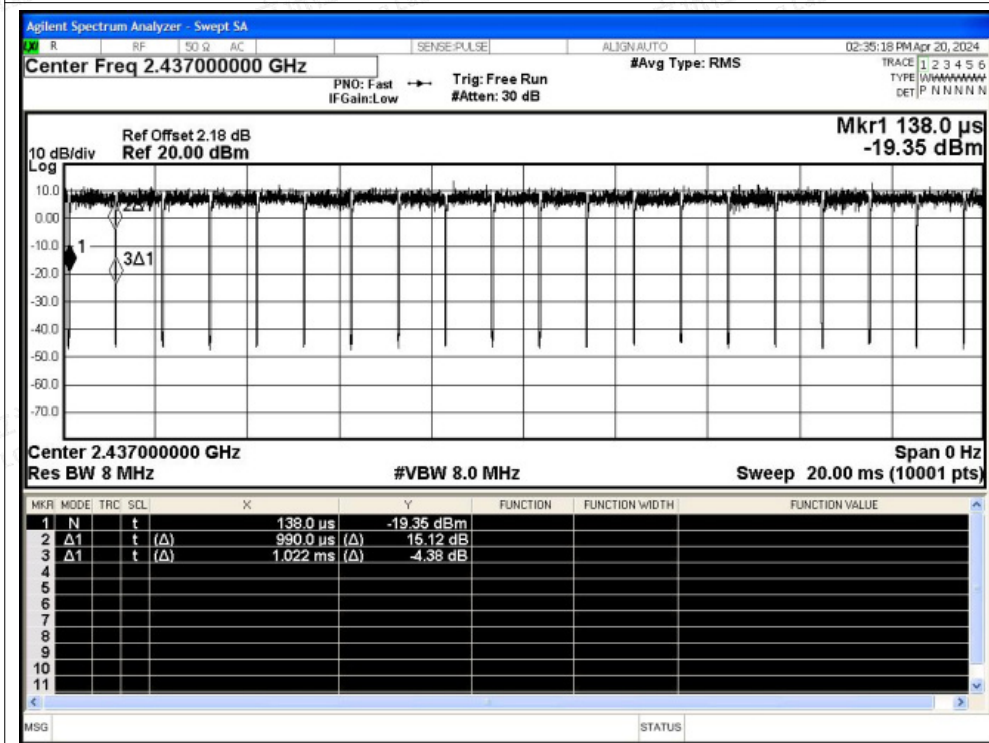 Agilent Spectrum Analyzer - Swept SA
LXI R RF 50 Ω AC SENSE:PULSE ALIGN AUTO 02:35:18 PM Apr 20, 2024
Center Freq 2.437000000 GHz #Avg Type: RMS TRACE 1 2 3 4 5 6
PNO: Fast Trig: Free Run TYPE WWWWWW
IFGain:Low #Atten: 30 dB DET P N N N N N
Mkr1 138.0 µs
Ref Offset 2.18 dB
10 dB/div Ref 20.00 dBm -19.35 dBm
Log
10.0
2Δ1
0.00
-10.0
1
3Δ1
-20.0
-30.0
-40.0
-50.0
-60.0
-70.0
Center 2.437000000 GHz Span 0 Hz
Res BW 8 MHz #VBW 8.0 MHz Sweep 20.00 ms (10001 pts)
MKR MODE TRC SCL X Y FUNCTION FUNCTION WIDTH FUNCTION VALUE
1 N t 138.0 µs -19.35 dBm
2 Δ1 t (Δ) 990.0 µs (Δ) 15.12 dB
3 Δ1 t (Δ) 1.022 ms (Δ) -4.38 dB
4
5
6
7
8
9
10
11
MSG STATUS